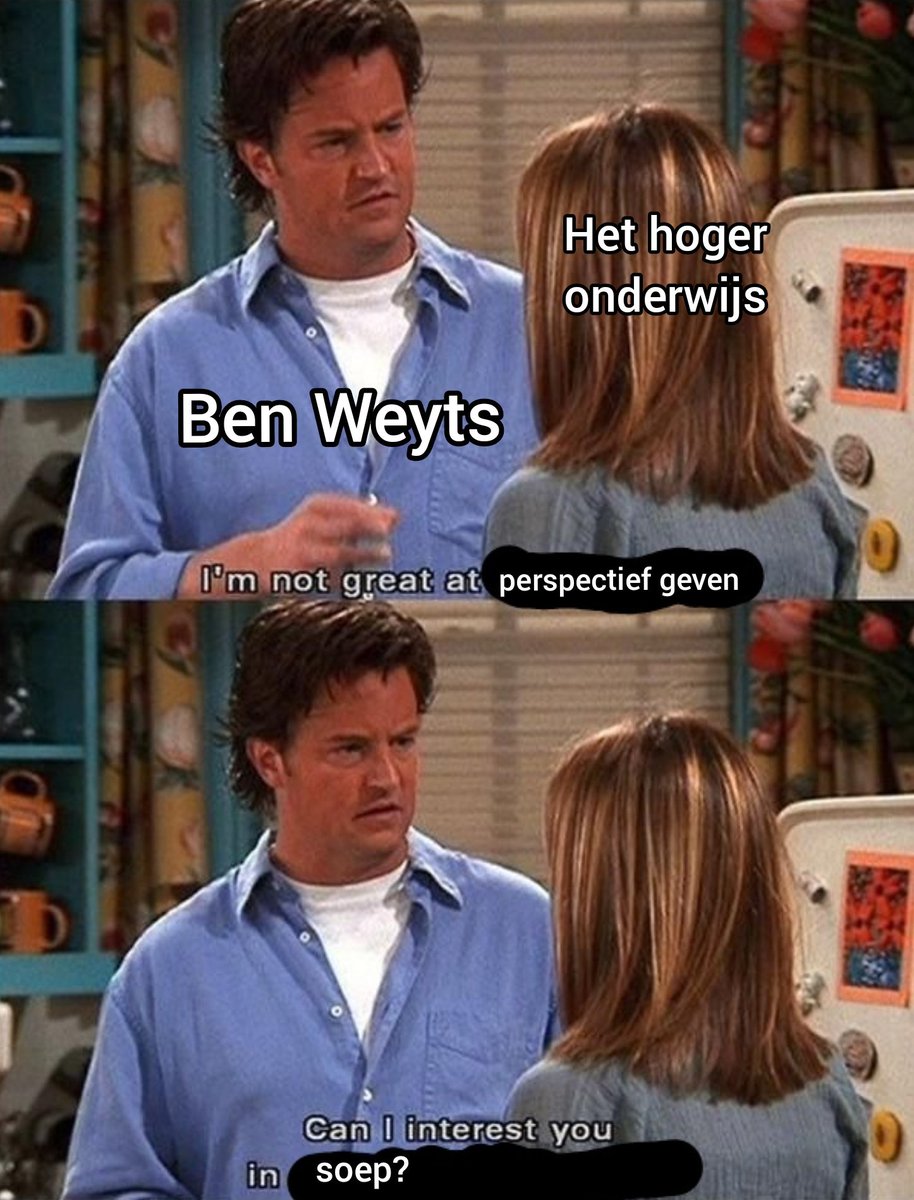 Het hoger
onderwijs
Ben Weyts
I'm not great at perspectief geven
Can I interest you
in soep?